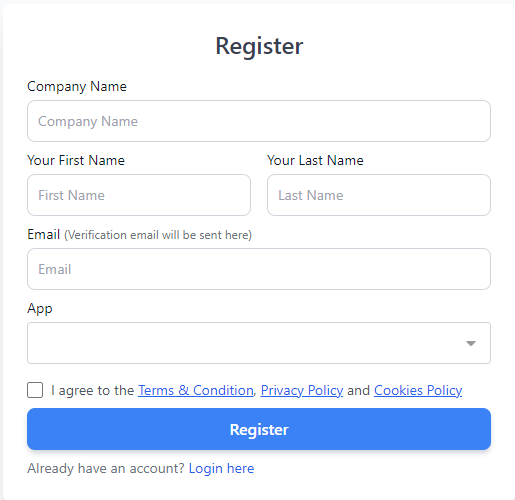 Register
Company Name
Company Name
Your First Name Your Last Name
First Name Last Name
Email (Verification email will be sent here)
Email
App
I agree to the Terms & Condition, Privacy Policy and Cookies Policy
Register
Already have an account? Login here